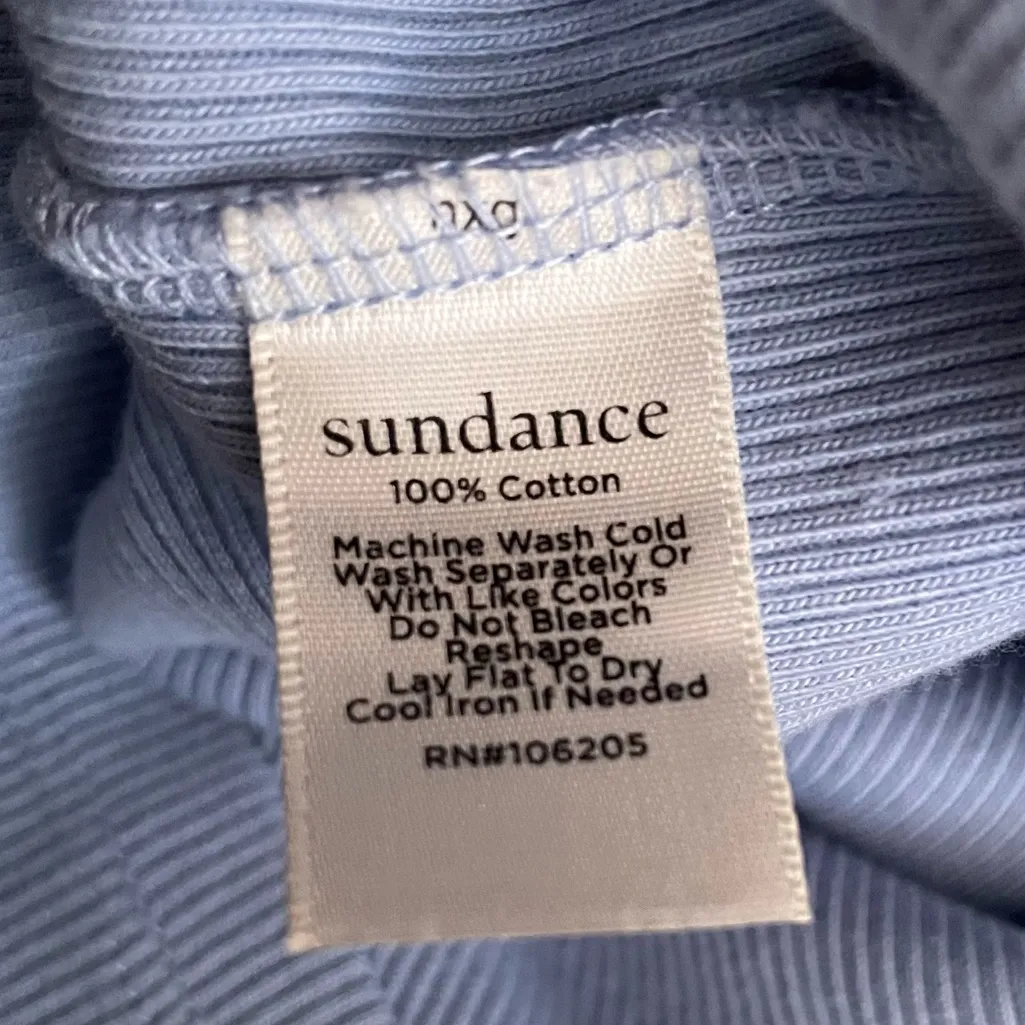 sundance
100% Cotton
Machine Wash Cold
Wash Separately Or
With Like Colors
Do Not Bleach
Reshape
Lay Flat To Dry
Cool Iron If Needed
RN#106205